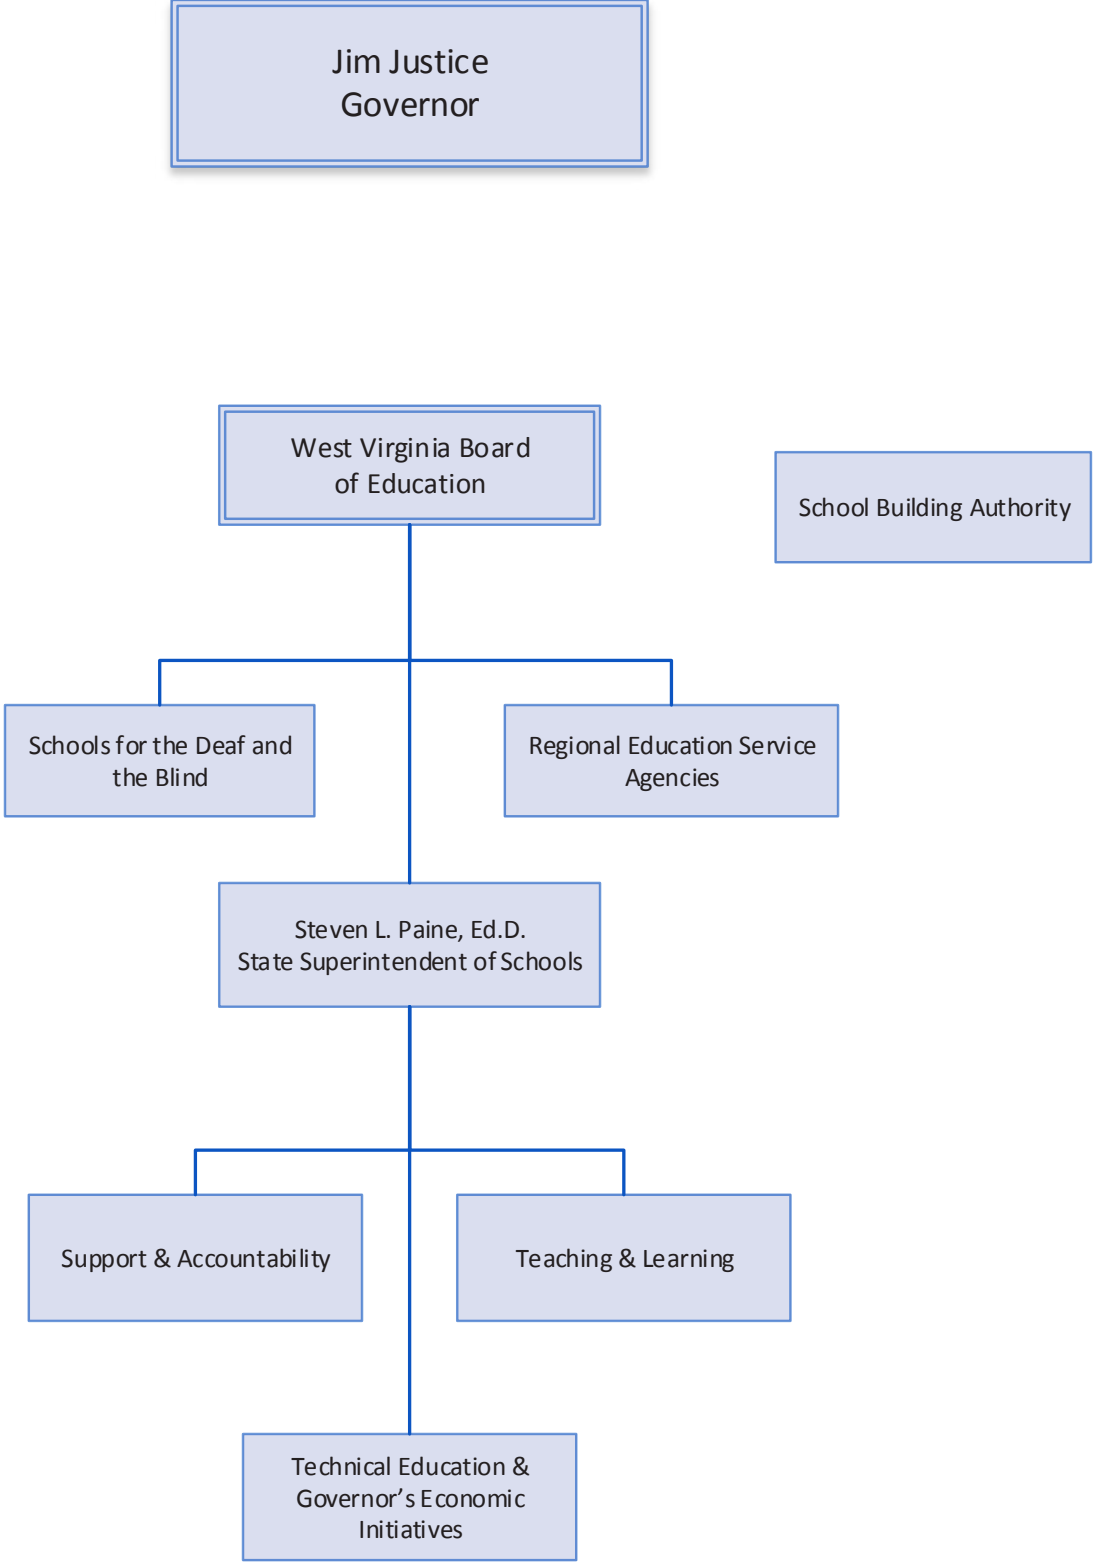 Jim Justice
Governor
West Virginia Board
of Education
School Building Authority
Schools for the Deaf and
the Blind
Regional Education Service
Agencies
Steven L. Paine, Ed.D.
State Superintendent of Schools
Support & Accountability
Teaching & Learning
Technical Education &
Governor’s Economic
Initiatives